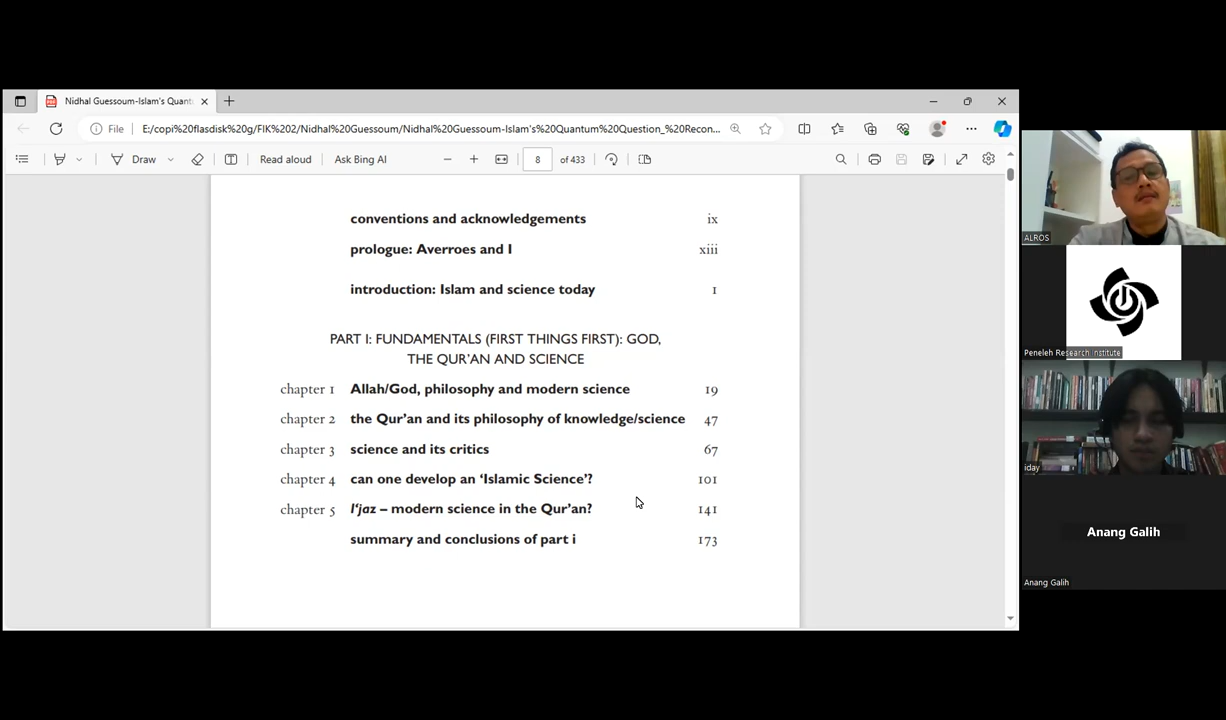 Nidhal Guessoum-Islam's Quant
File
E:/copi%20flasdisk%20g/FIK%202/Nidhal%20Guessoum/Nidhal%20Guessoum-Islam's%20Quantum%20Question_%20Recon...
Draw
Read aloud
Ask Bing AI
8
of 433
conventions and acknowledgements ix
prologue: Averroes and I xiii
introduction: Islam and science today 1
PART I: FUNDAMENTALS (FIRST THINGS FIRST): GOD,
THE QUR'AN AND SCIENCE
chapter 1 Allah/God, philosophy and modern science 19
chapter 2 the Qur'an and its philosophy of knowledge/science 47
chapter 3 science and its critics 67
chapter 4 can one develop an 'Islamic Science'? 101
chapter 5 I'jaz – modern science in the Qur'an? 141
summary and conclusions of part i 173
ALROS
Peneleh Research Institute
iday
Anang Galih
Anang Galih